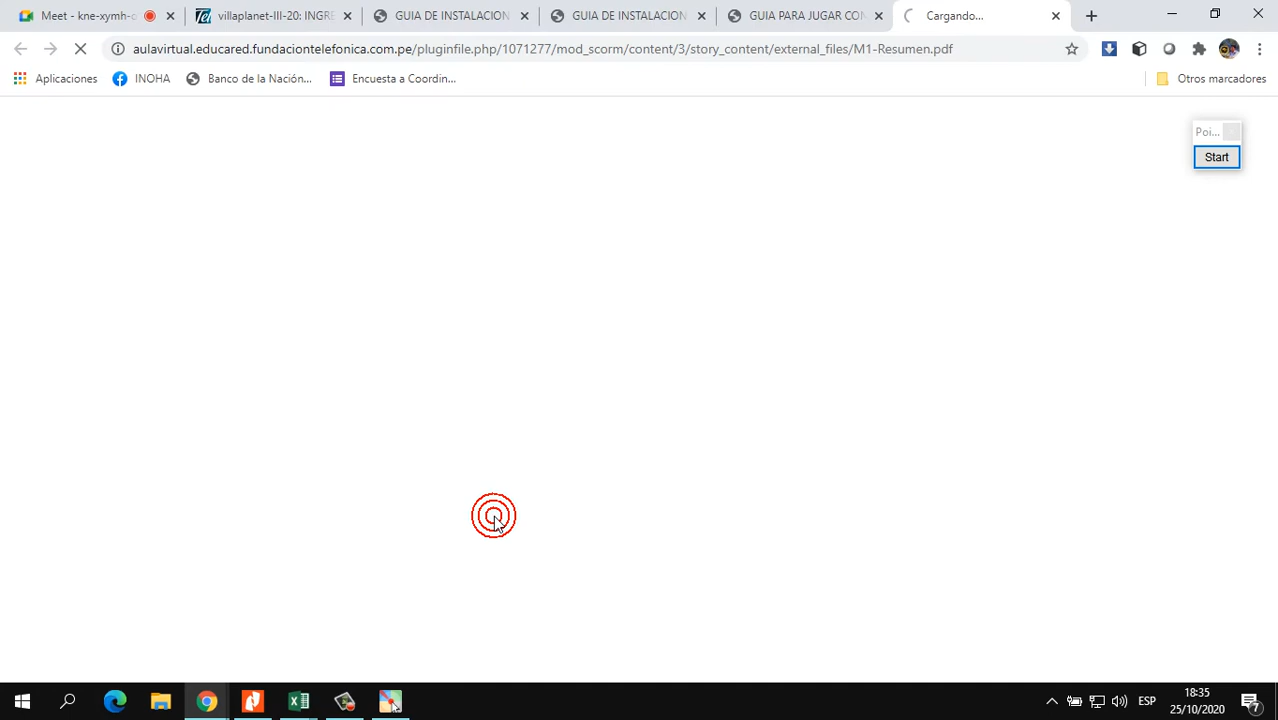 Meet - kne-xymh-c
villaplanet-III-20: INGRE
GUIA DE INSTALACION
GUIA DE INSTALACION
GUIA PARA JUGAR CON
Cargando...
aulavirtual.educared.fundaciontelefonica.com.pe/pluginfile.php/1071277/mod_scorm/content/3/story_content/external_files/M1-Resumen.pdf
Aplicaciones
INOHA
Banco de la Nación...
Encuesta a Coordin...
Otros marcadores
Poi...
Start
ESP
18:35
25/10/2020
7